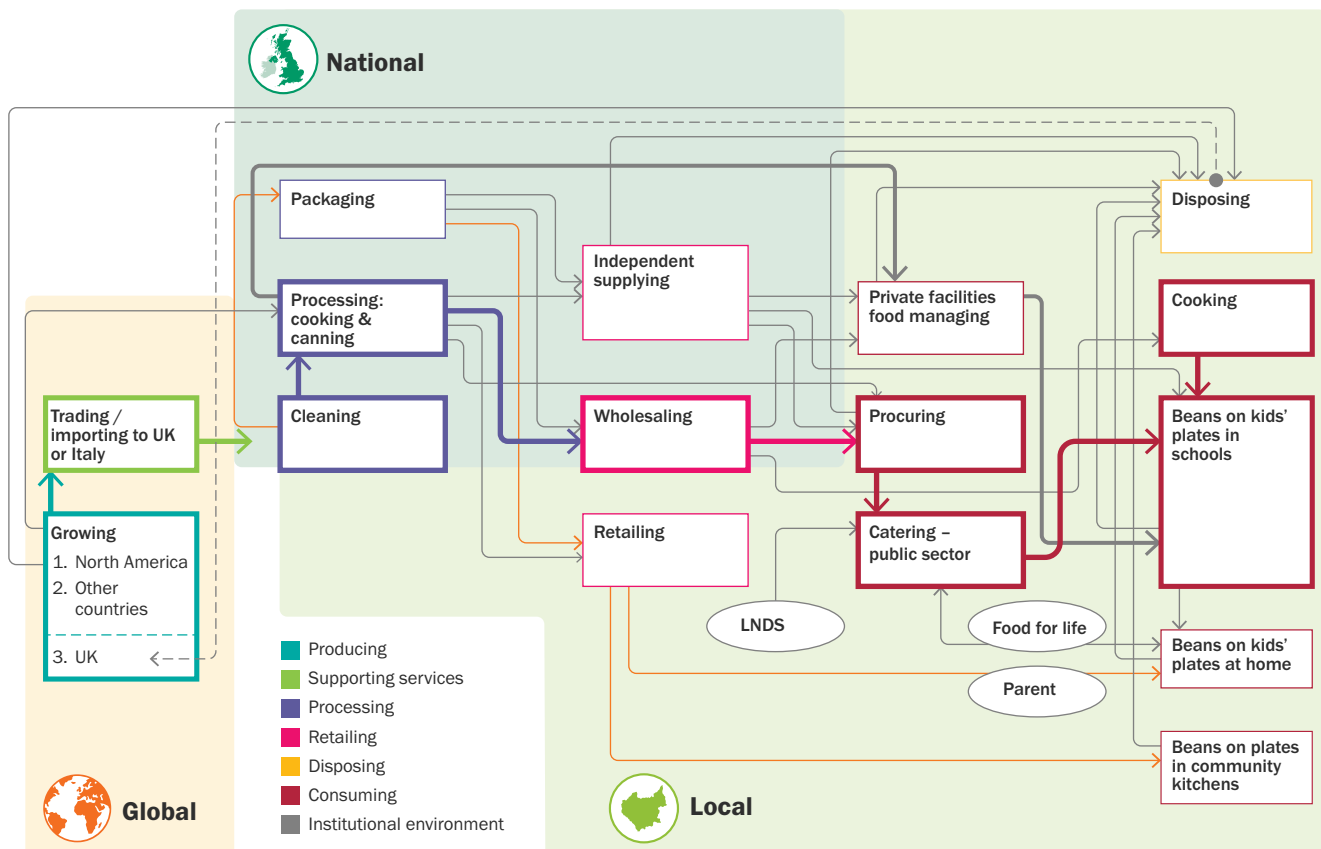 National
Packaging
Disposing
Independent
supplying
Processing:
cooking &
canning
Private facilities
food managing
Cooking
Trading /
importing to UK
or Italy
Cleaning
Wholesaling
Procuring
Beans on kids'
plates in
schools
Growing
1. North America
2. Other
countries
3. UK
Retailing
Catering –
public sector
LNDS
Food for life
Beans on kids'
plates at home
Parent
Beans on plates
in community
kitchens
Producing
Supporting services
Processing
Retailing
Disposing
Consuming
Institutional environment
Global
Local